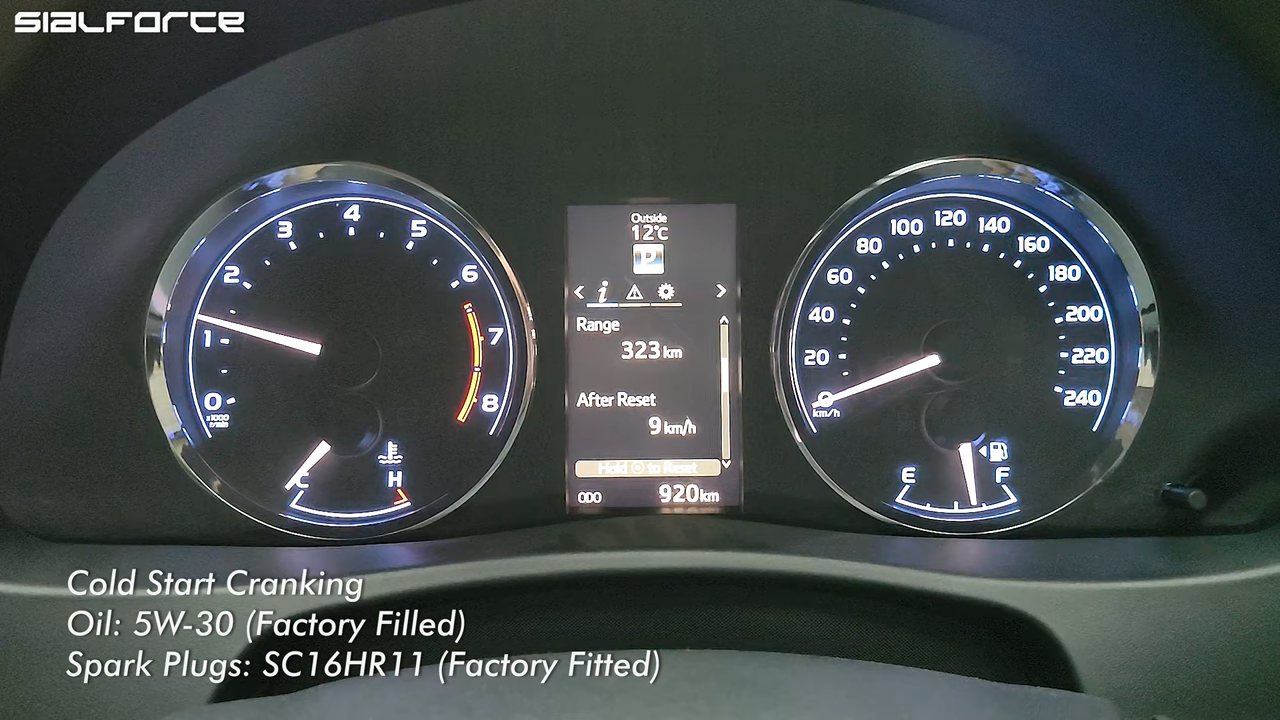 SIALFORCE
Outside
12°C
P
< i >
Range
323 km
After Reset
9 km/h
Hold to Reset
ODO 920 km
0 1 2 3 4 5 6 7 8
x1000
r/min
C H
0 20 40 60 80 100 120 140 160 180 200 220 240
km/h
E F
Cold Start Cranking
Oil: 5W-30 (Factory Filled)
Spark Plugs: SC16HR11 (Factory Fitted)